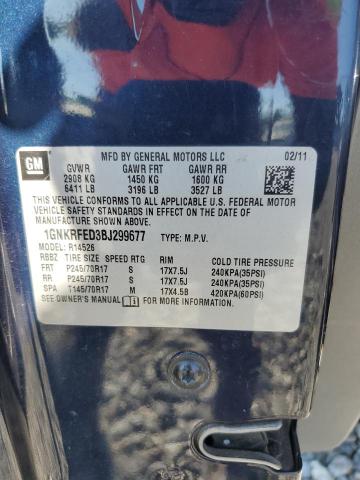 GM
MFD BY GENERAL MOTORS LLC 02/11
GVWR GAWR FRT GAWR RR
2908 KG 1450 KG 1600 KG
6411 LB 3196 LB 3527 LB
THIS VEHICLE CONFORMS TO ALL APPLICABLE U.S. FEDERAL MOTOR
VEHICLE SAFETY AND THEFT PREVENTION STANDARDS IN EFFECT ON
THE DATE OF MANUFACTURE SHOWN ABOVE.
1GNKRFED3BJ299677 TYPE: M.P.V.
MODEL: R14526
RBBZ TIRE SIZE SPEED RTG RIM COLD TIRE PRESSURE
FRT P245/70R17 S 17X7.5J 240KPA(35PSI)
RR P245/70R17 S 17X7.5J 240KPA(35PSI)
SPA T145/70R17 M 17X4.5B 420KPA(60PSI)
SEE OWNER'S MANUAL FOR MORE INFORMATION.